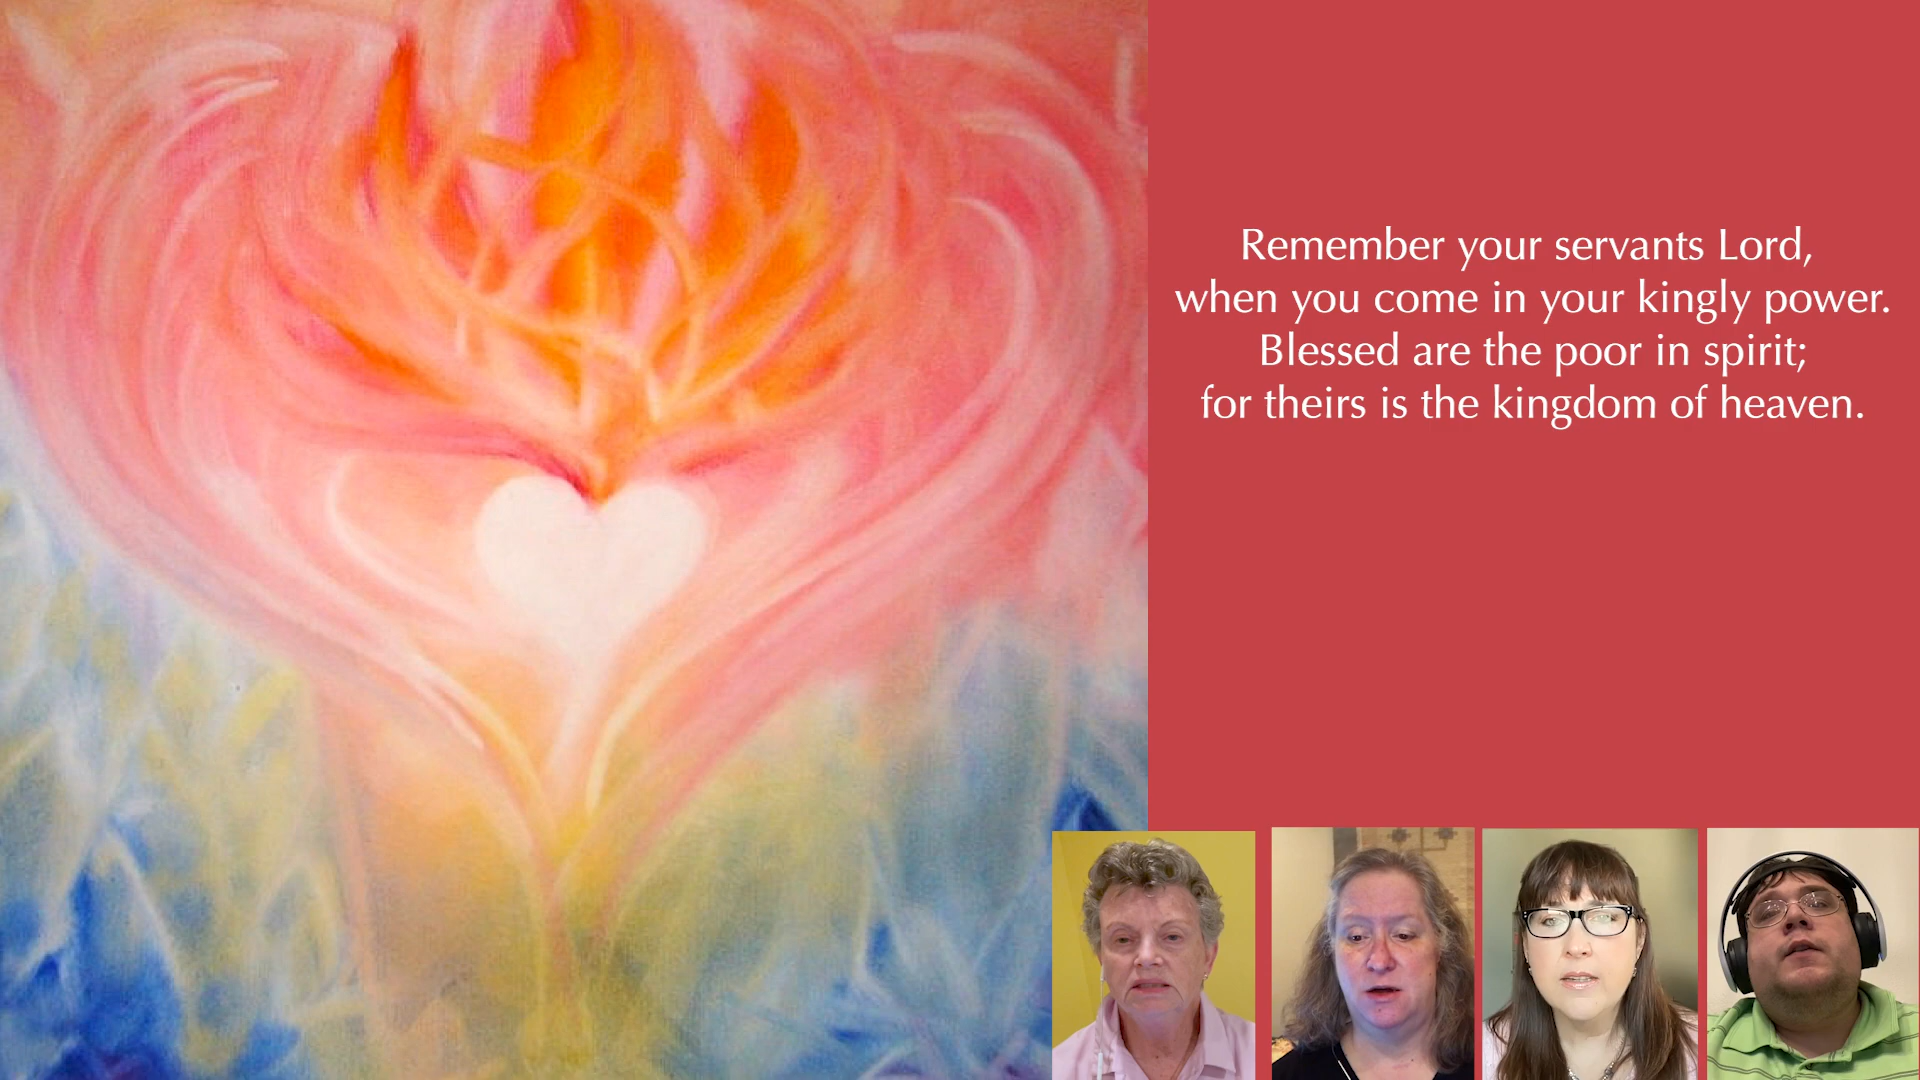 Remember your servants Lord,
when you come in your kingly power.
Blessed are the poor in spirit;
for theirs is the kingdom of heaven.